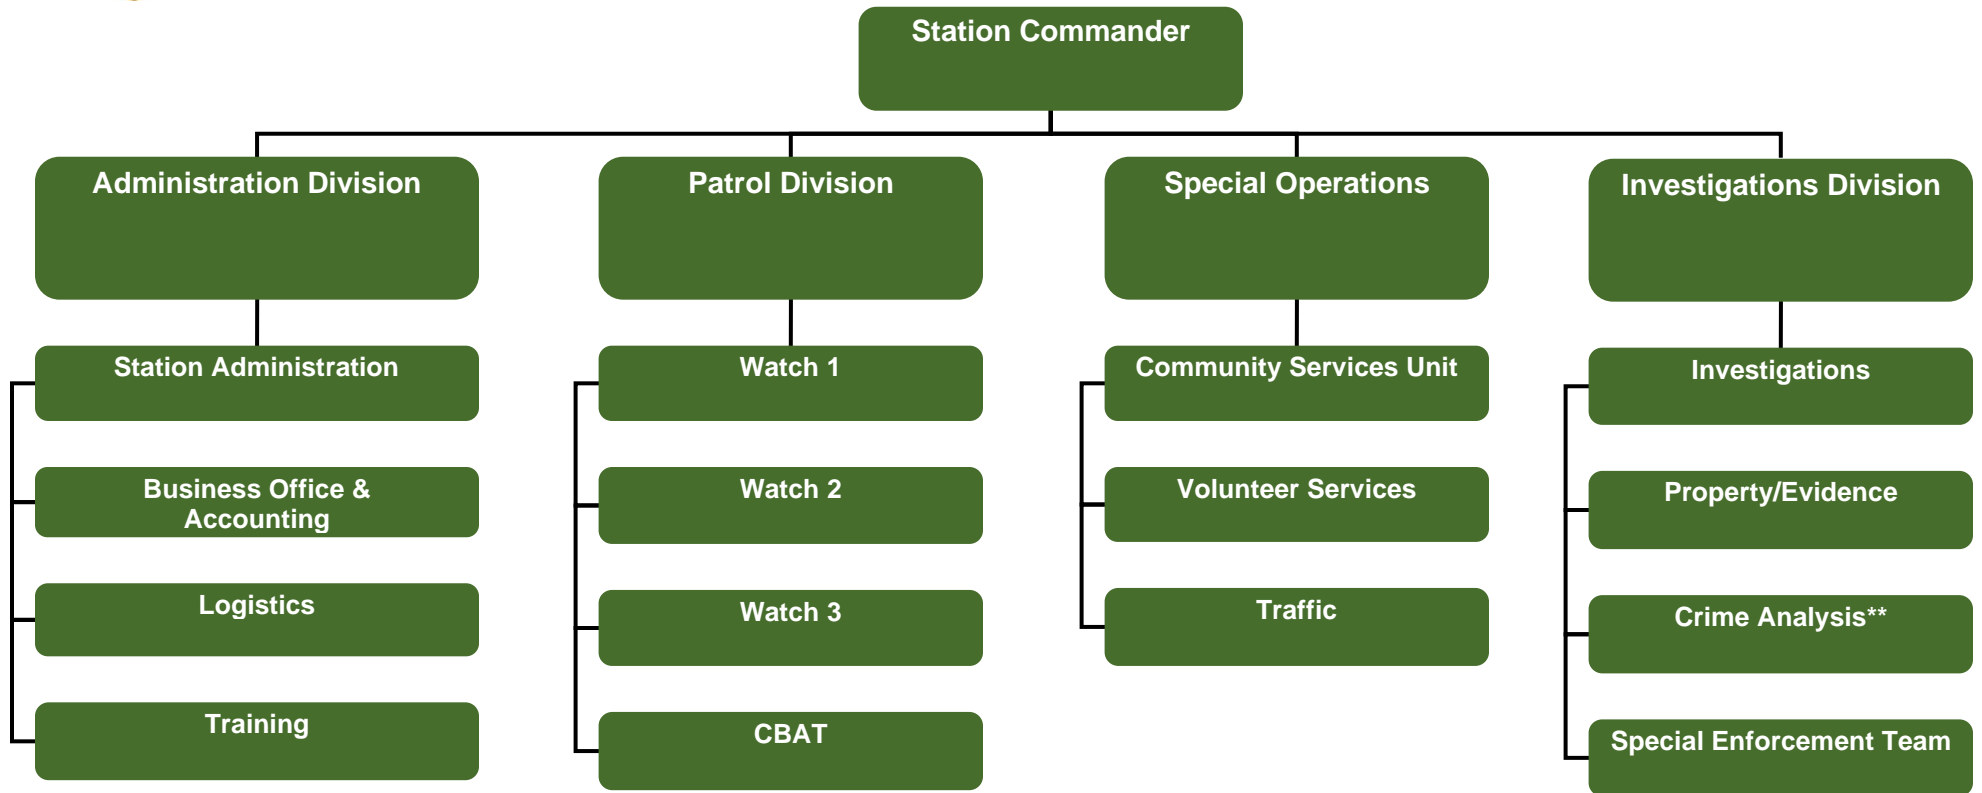 Station Commander
Administration Division
Patrol Division
Special Operations
Investigations Division
Station Administration
Business Office &
Accounting
Logistics
Training
Watch 1
Watch 2
Watch 3
CBAT
Community Services Unit
Volunteer Services
Traffic
Investigations
Property/Evidence
Crime Analysis**
Special Enforcement Team